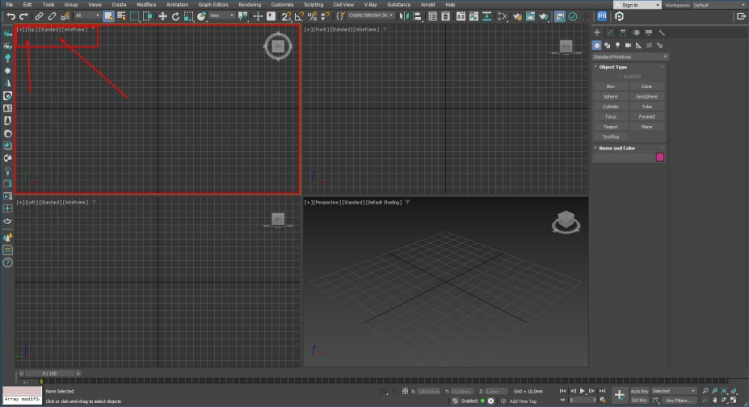 File Edit Tools Group Views Create Modifiers Animation Graph Editors Rendering Customize Scripting Civil View V-Ray Substance Arnold Help Sign In Workspaces: Default
All View Create Selection Se
[+][Top][Standard][Wireframe]
[+][Front][Standard][Wireframe]
Standard Primitives
Object Type
AutoGrid
Box Cone
Sphere GeoSphere
Cylinder Tube
Torus Pyramid
Teapot Plane
TextPlus
Name and Color
[+][Left][Standard][Wireframe]
[+][Perspective][Standard][Default Shading]
0 / 100
None Selected
X: Y: Z: Grid = 10,0mm
Auto Key Selected
Array modifi
Click or click-and-drag to select objects
Enabled:
Add Time Tag
0
Set Key Key Filters...